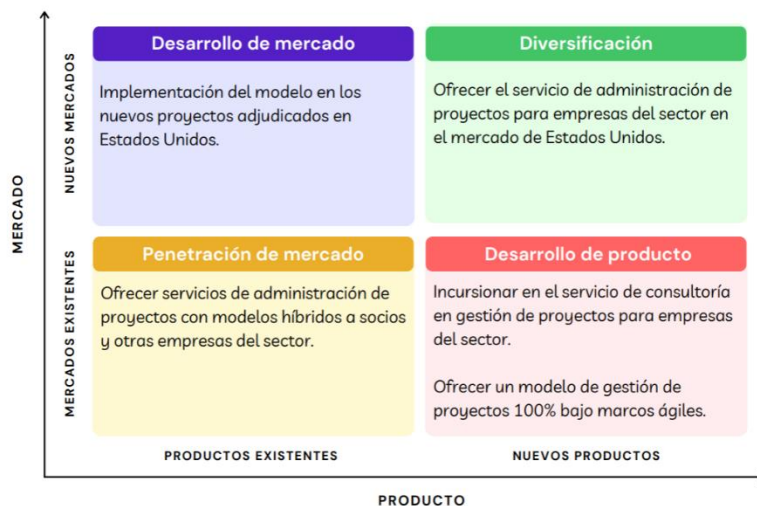 MERCADO
NUEVOS MERCADOS
Desarrollo de mercado
Implementación del modelo en los
nuevos proyectos adjudicados en
Estados Unidos.
Diversificación
Ofrecer el servicio de administración de
proyectos para empresas del sector en
el mercado de Estados Unidos.
MERCADOS EXISTENTES
Penetración de mercado
Ofrecer servicios de administración de
proyectos con modelos híbridos a socios
y otras empresas del sector.
Desarrollo de producto
Incursionar en el servicio de consultoría
en gestión de proyectos para empresas
del sector.
Ofrecer un modelo de gestión de
proyectos 100% bajo marcos ágiles.
PRODUCTOS EXISTENTES
NUEVOS PRODUCTOS
PRODUCTO